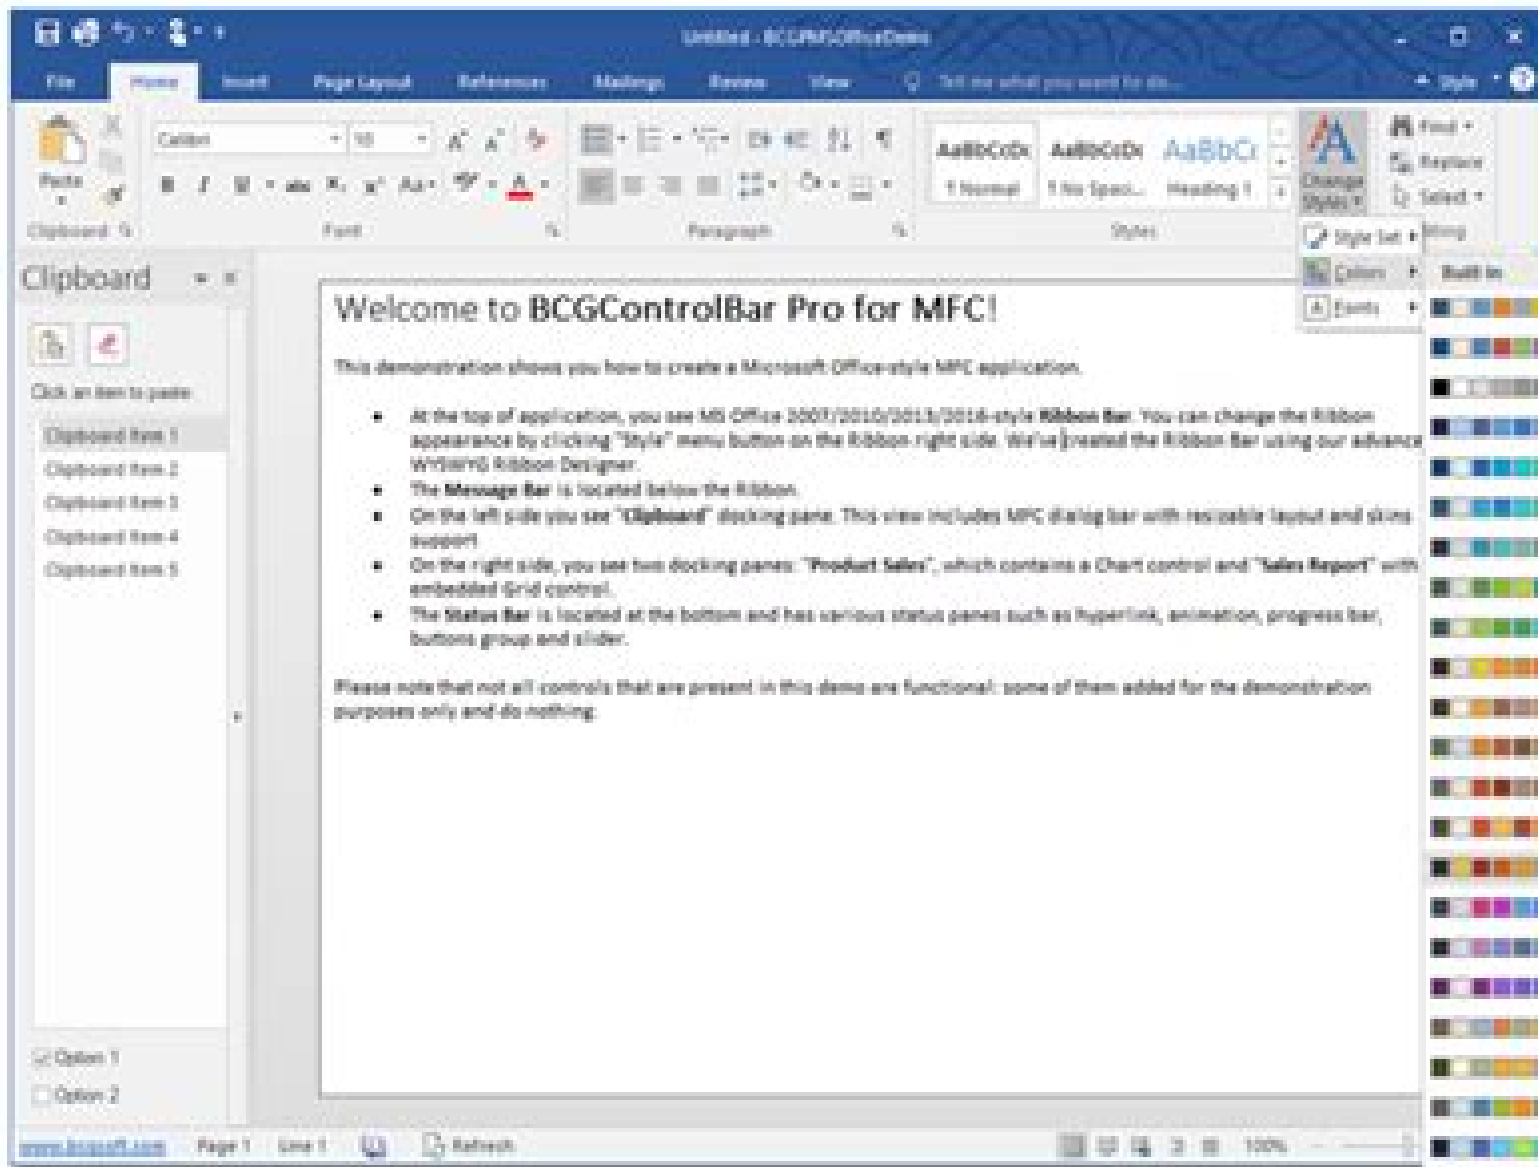 Untitled - BCGPMSOfficeDemo
File Home Insert Page Layout References Mailings Review View Tell me what you want to do... Style
Calibri 10
Paste
B I U abc X, x² Aa A
AaBbCcDc AaBbCcDc AaBbCc
¶ Normal ¶ No Spaci... Heading 1
Change
Styles
Find
Replace
Select
Clipboard Font Paragraph Styles
Style Set
Colors
Fonts
Built In
Clipboard
Click an item to paste:
Clipboard Item 1
Clipboard Item 2
Clipboard Item 3
Clipboard Item 4
Clipboard Item 5
Option 1
Option 2
Welcome to BCGControlBar Pro for MFC!
This demonstration shows you how to create a Microsoft Office-style MFC application.
• At the top of application, you see MS Office 2007/2010/2013/2016-style Ribbon Bar. You can change the Ribbon
appearance by clicking "Style" menu button on the Ribbon right side. We've created the Ribbon Bar using our advance
WYSWYG Ribbon Designer.
• The Message Bar is located below the Ribbon.
• On the left side you see "Clipboard" docking pane. This view includes MFC dialog bar with resizable layout and skins
support
• On the right side, you see two docking panes: "Product Sales", which contains a Chart control and "Sales Report" with
embedded Grid control.
• The Status Bar is located at the bottom and has various status panes such as hyperlink, animation, progress bar,
buttons group and slider.
Please note that not all controls that are present in this demo are functional: some of them added for the demonstration
purposes only and do nothing.
www.bcgsoft.com Page 1 Line 1 Refresh 100%